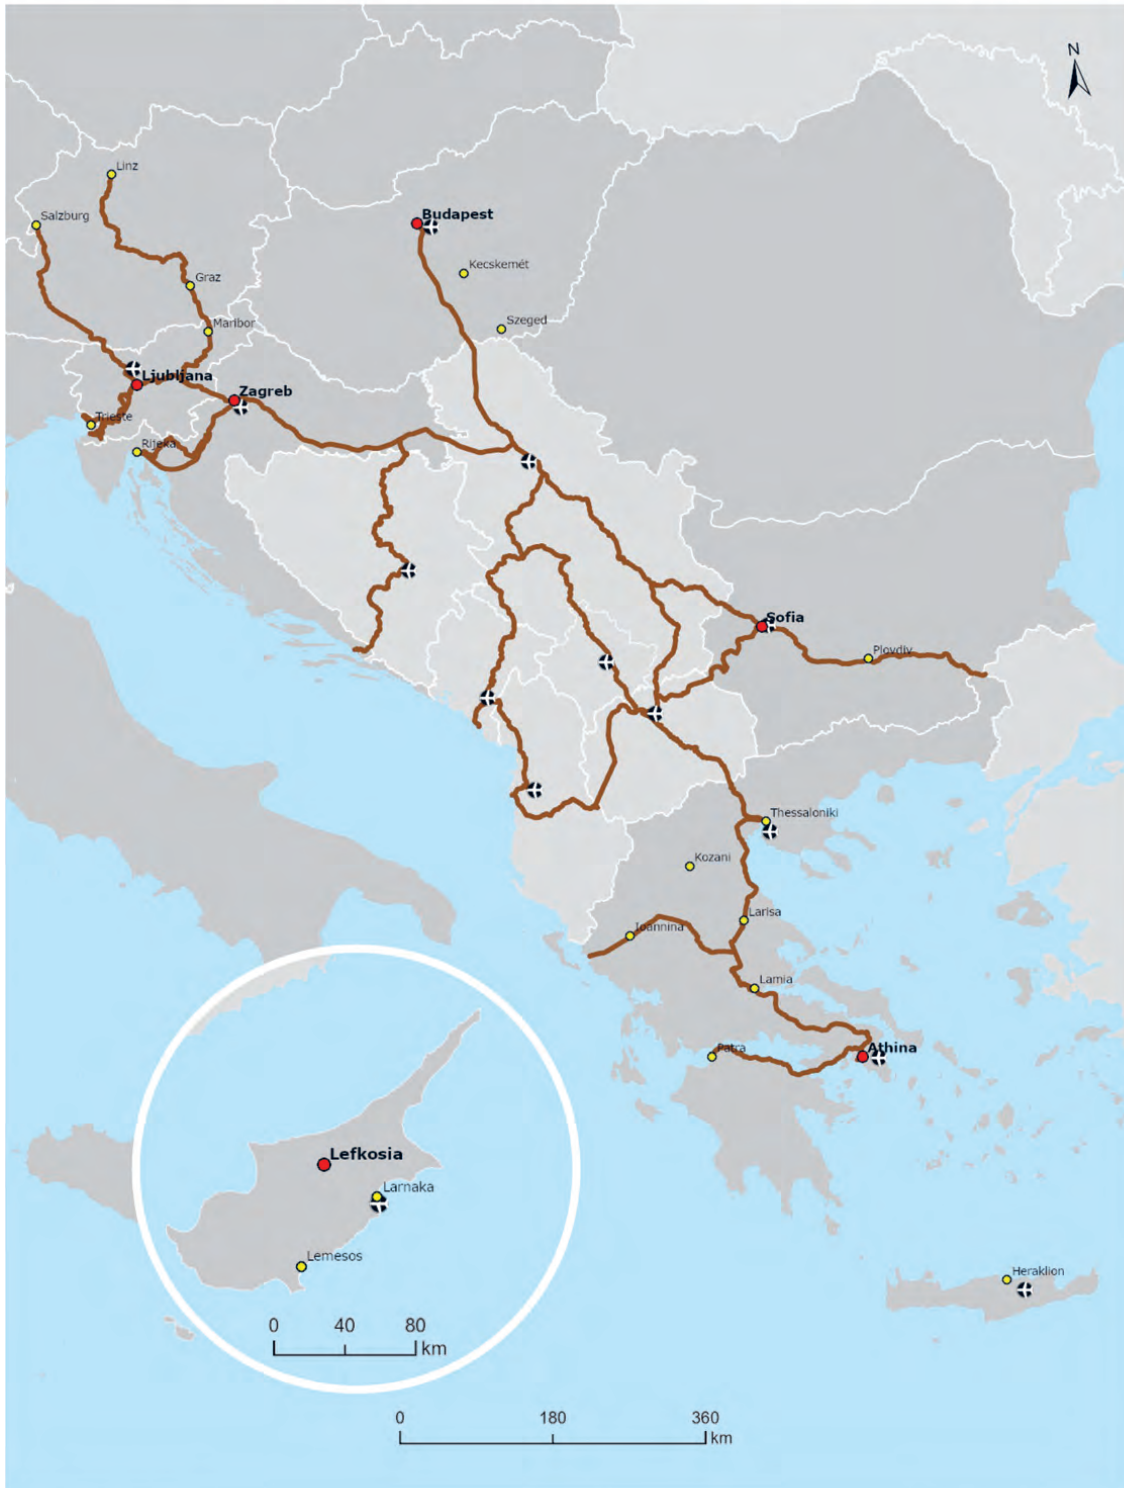 N
Linz
Salzburg
Budapest
Kecskemét
Graz
Szeged
Maribor
Ljubljana
Zagreb
Trieste
Rijeka
Sofia
Plovdiv
Thessaloniki
Kozani
Larisa
Ioannina
Lamia
Patra
Athina
Lefkosia
Larnaka
Lemesos
Heraklion
0 40 80
km
0 180 360
km